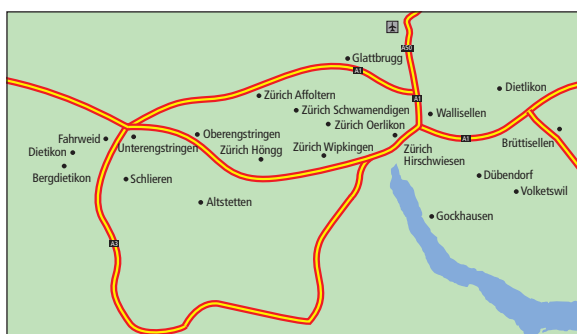 A50
Glattbrugg
A1
Dietlikon
Zürich Affoltern
A1
Zürich Schwamendigen
Wallisellen
Zürich Oerlikon
Oberengstringen
Fahrweid
Unterengstringen
A1
Brüttisellen
Dietikon
Zürich Höngg
Zürich Wipkingen
Zürich
Hirschwiesen
Bergdietikon
Schlieren
Dübendorf
Volketswil
Altstetten
Gockhausen
A3